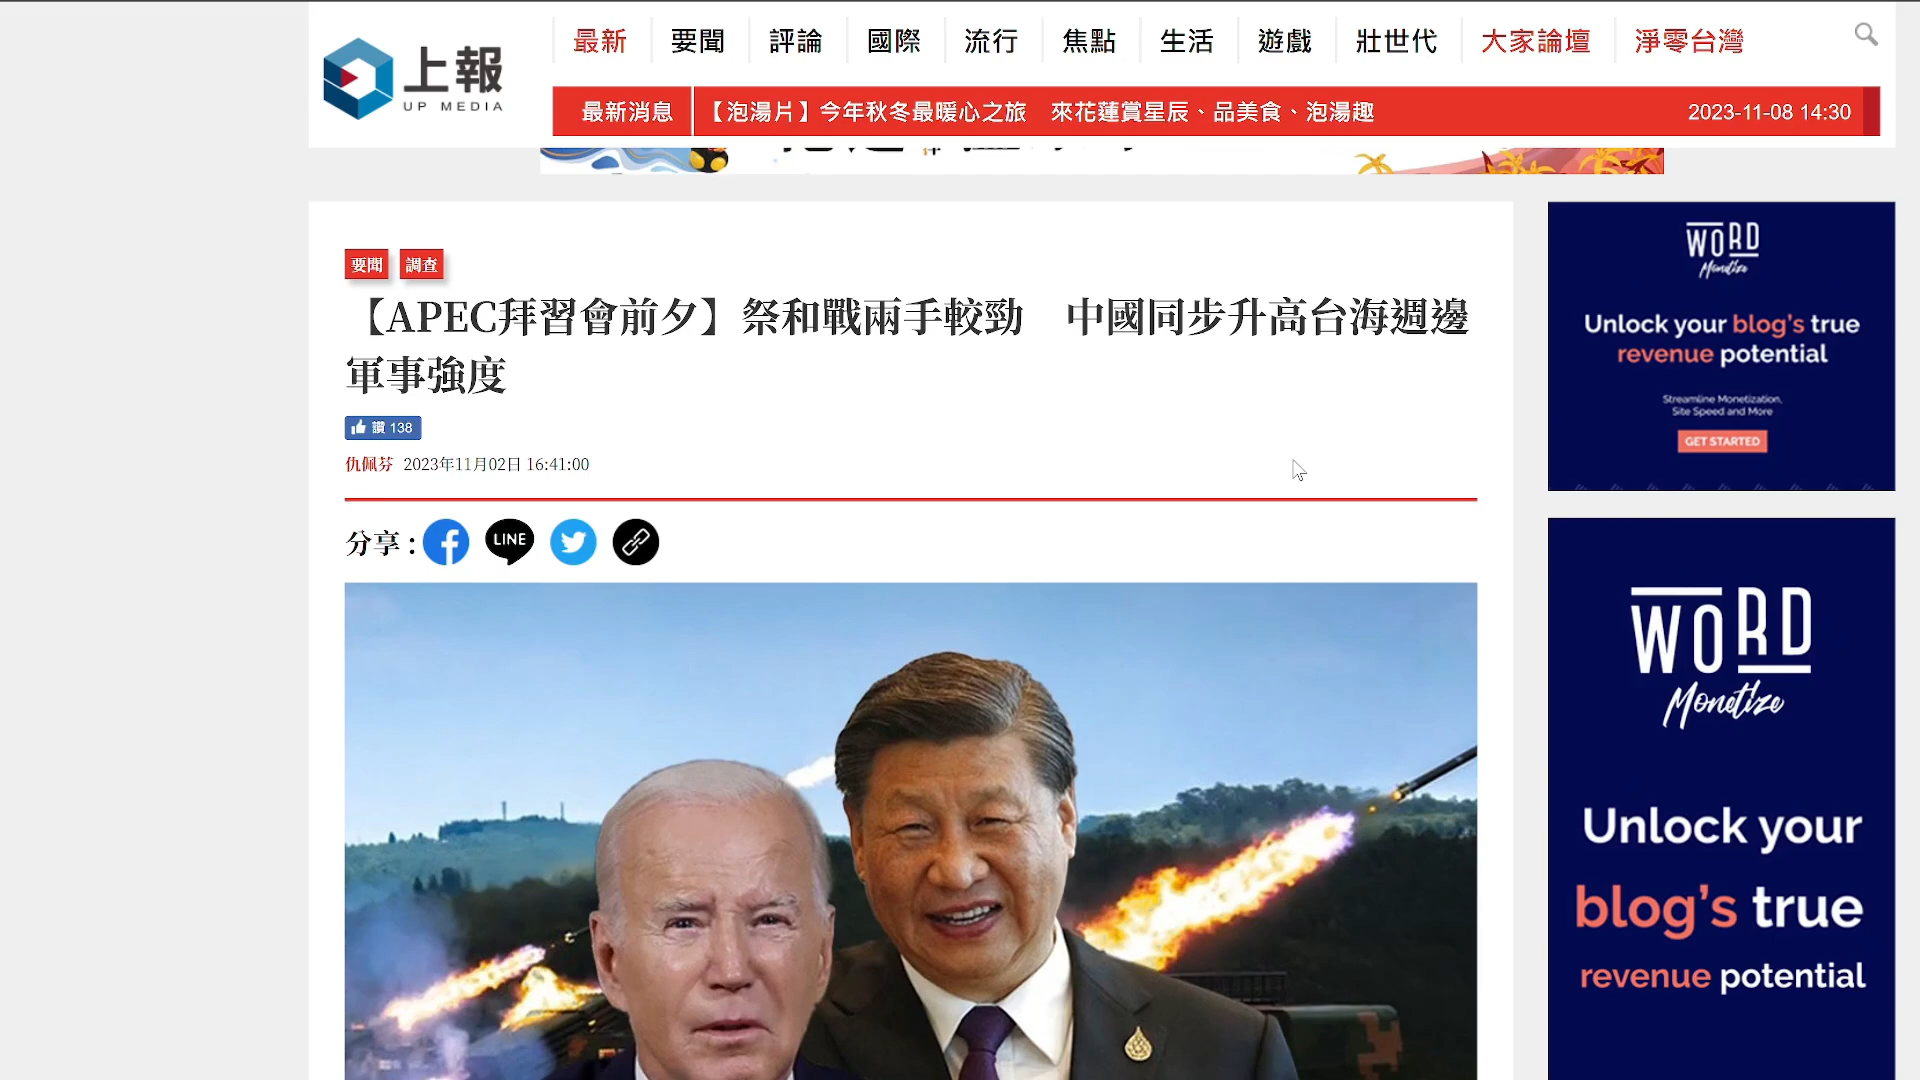 上報
UP MEDIA
最新 要聞 評論 國際 流行 焦點 生活 遊戲 壯世代 大家論壇 淨零台灣
最新消息 【泡湯片】今年秋冬最暖心之旅 來花蓮賞星辰、品美食、泡湯趣 2023-11-08 14:30
要聞 調查
【APEC拜習會前夕】祭和戰兩手較勁 中國同步升高台海週邊
軍事強度
讚 138
仇佩芬 2023年11月02日 16:41:00
分享 :
LINE
WORD
Monetize
Unlock your blog's true
revenue potential
Streamline Monetization,
Site Speed and More
GET STARTED
WORD
Monetize
Unlock your
blog's true
revenue potential